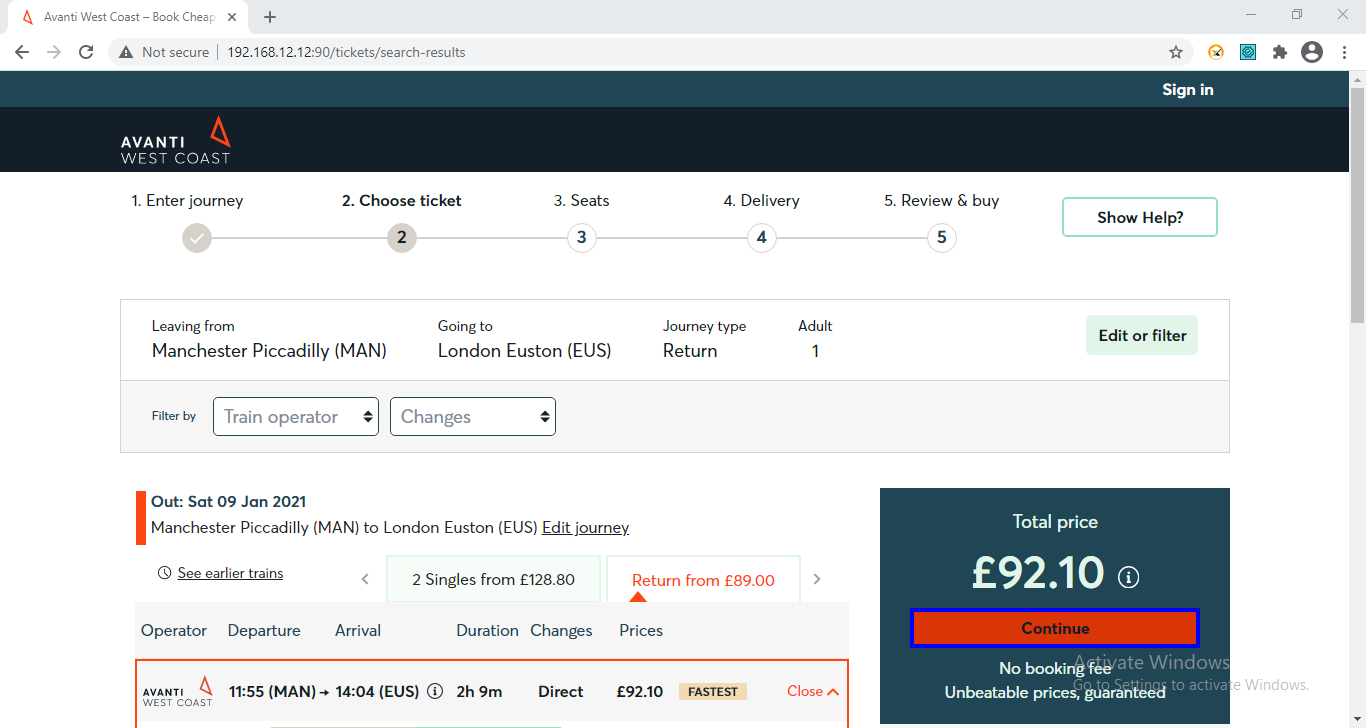 Avanti West Coast – Book Cheap
Not secure
192.168.12.12:90/tickets/search-results
Sign in
AVANTI
WEST COAST
1. Enter journey
2. Choose ticket
3. Seats
4. Delivery
5. Review & buy
2
3
4
5
Show Help?
Leaving from
Manchester Piccadilly (MAN)
Going to
London Euston (EUS)
Journey type
Return
Adult
1
Edit or filter
Filter by
Train operator
Changes
Out: Sat 09 Jan 2021
Manchester Piccadilly (MAN) to London Euston (EUS) Edit journey
See earlier trains
2 Singles from £128.80
Return from £89.00
Operator Departure Arrival Duration Changes Prices
AVANTI
WEST COAST
11:55 (MAN) → 14:04 (EUS) 2h 9m Direct £92.10 FASTEST Close
Total price
£92.10
Continue
No booking fee
Unbeatable prices, guaranteed
Activate Windows
Go to Settings to activate Windows.